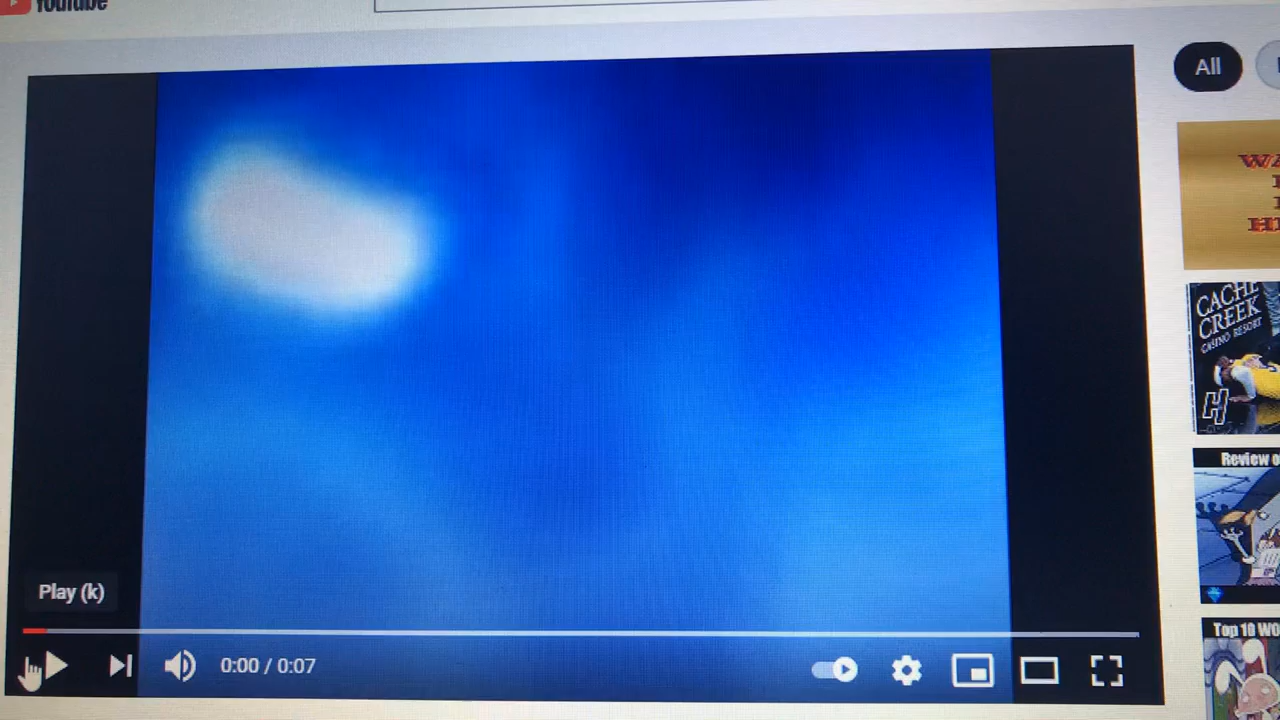 YouTube
All
CACHE
CREEK
CASINO RESORT
Review o
Play (k)
0:00 / 0:07
Top 10 WO